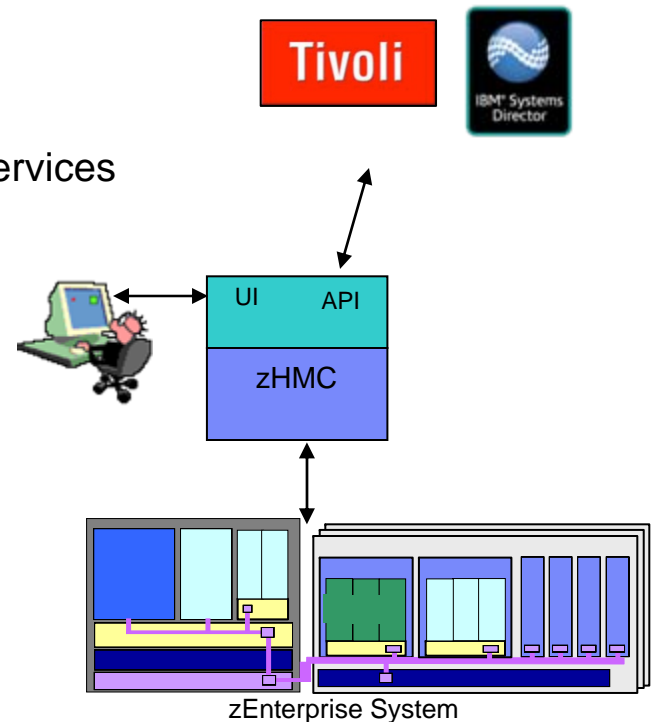 Tivoli
IBM® Systems
Director
ervices
UI API
zHMC
zEnterprise System